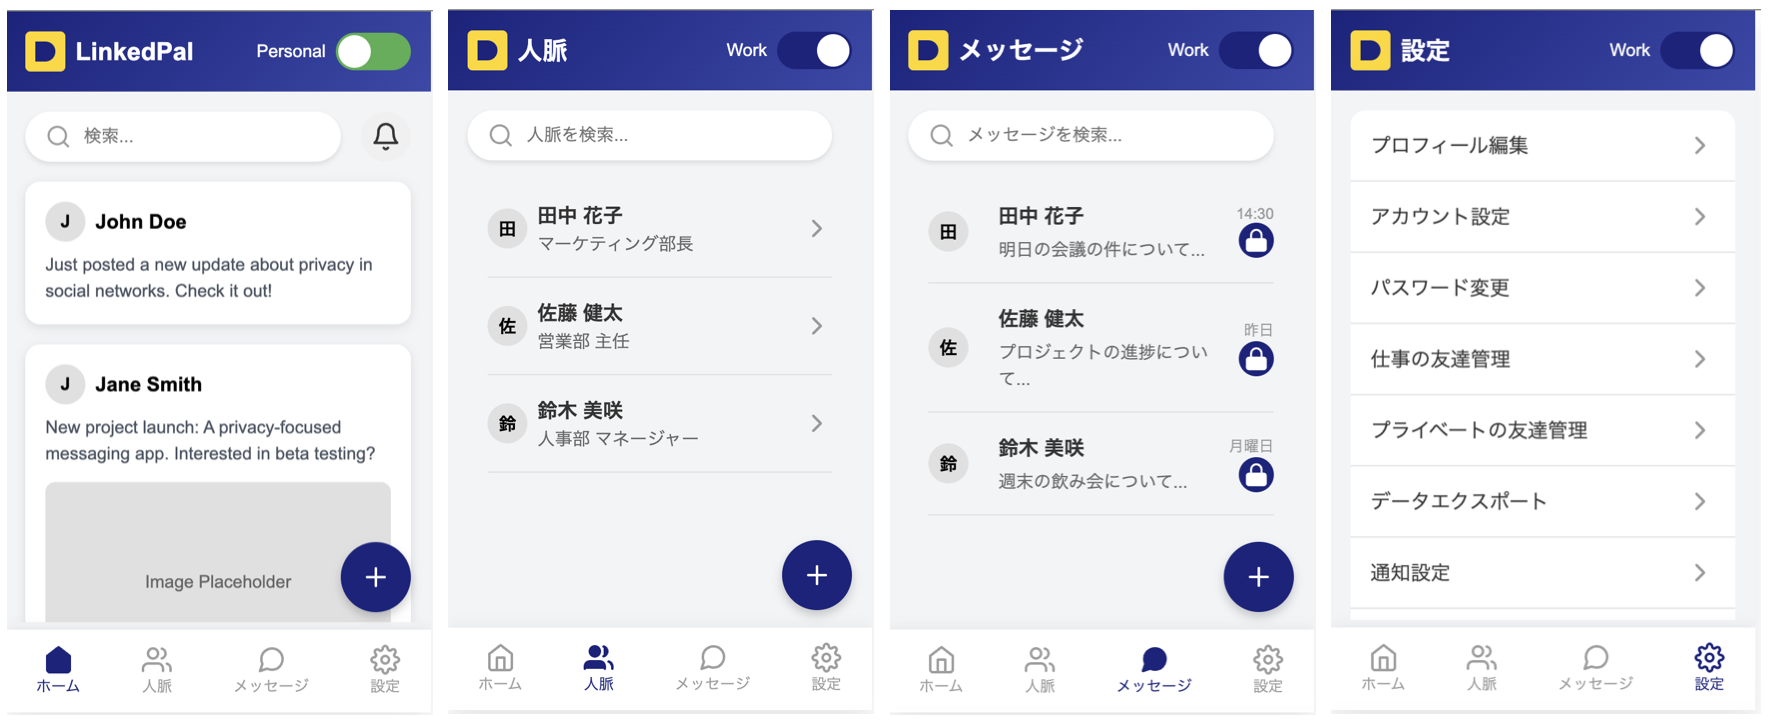 D LinkedPal Personal
検索...
J John Doe
Just posted a new update about privacy in
social networks. Check it out!
J Jane Smith
New project launch: A privacy-focused
messaging app. Interested in beta testing?
Image Placeholder
+
ホーム 人脈 メッセージ 設定
D 人脈 Work
人脈を検索...
田 田中 花子
マーケティング部長
佐 佐藤 健太
営業部 主任
鈴 鈴木 美咲
人事部 マネージャー
+
ホーム 人脈 メッセージ 設定
D メッセージ Work
メッセージを検索...
田 田中 花子 14:30
明日の会議の件について...
佐 佐藤 健太 昨日
プロジェクトの進捗につい
て...
鈴 鈴木 美咲 月曜日
週末の飲み会について...
+
ホーム 人脈 メッセージ 設定
D 設定 Work
プロフィール編集
アカウント設定
パスワード変更
仕事の友達管理
プライベートの友達管理
データエクスポート
通知設定
ホーム 人脈 メッセージ 設定